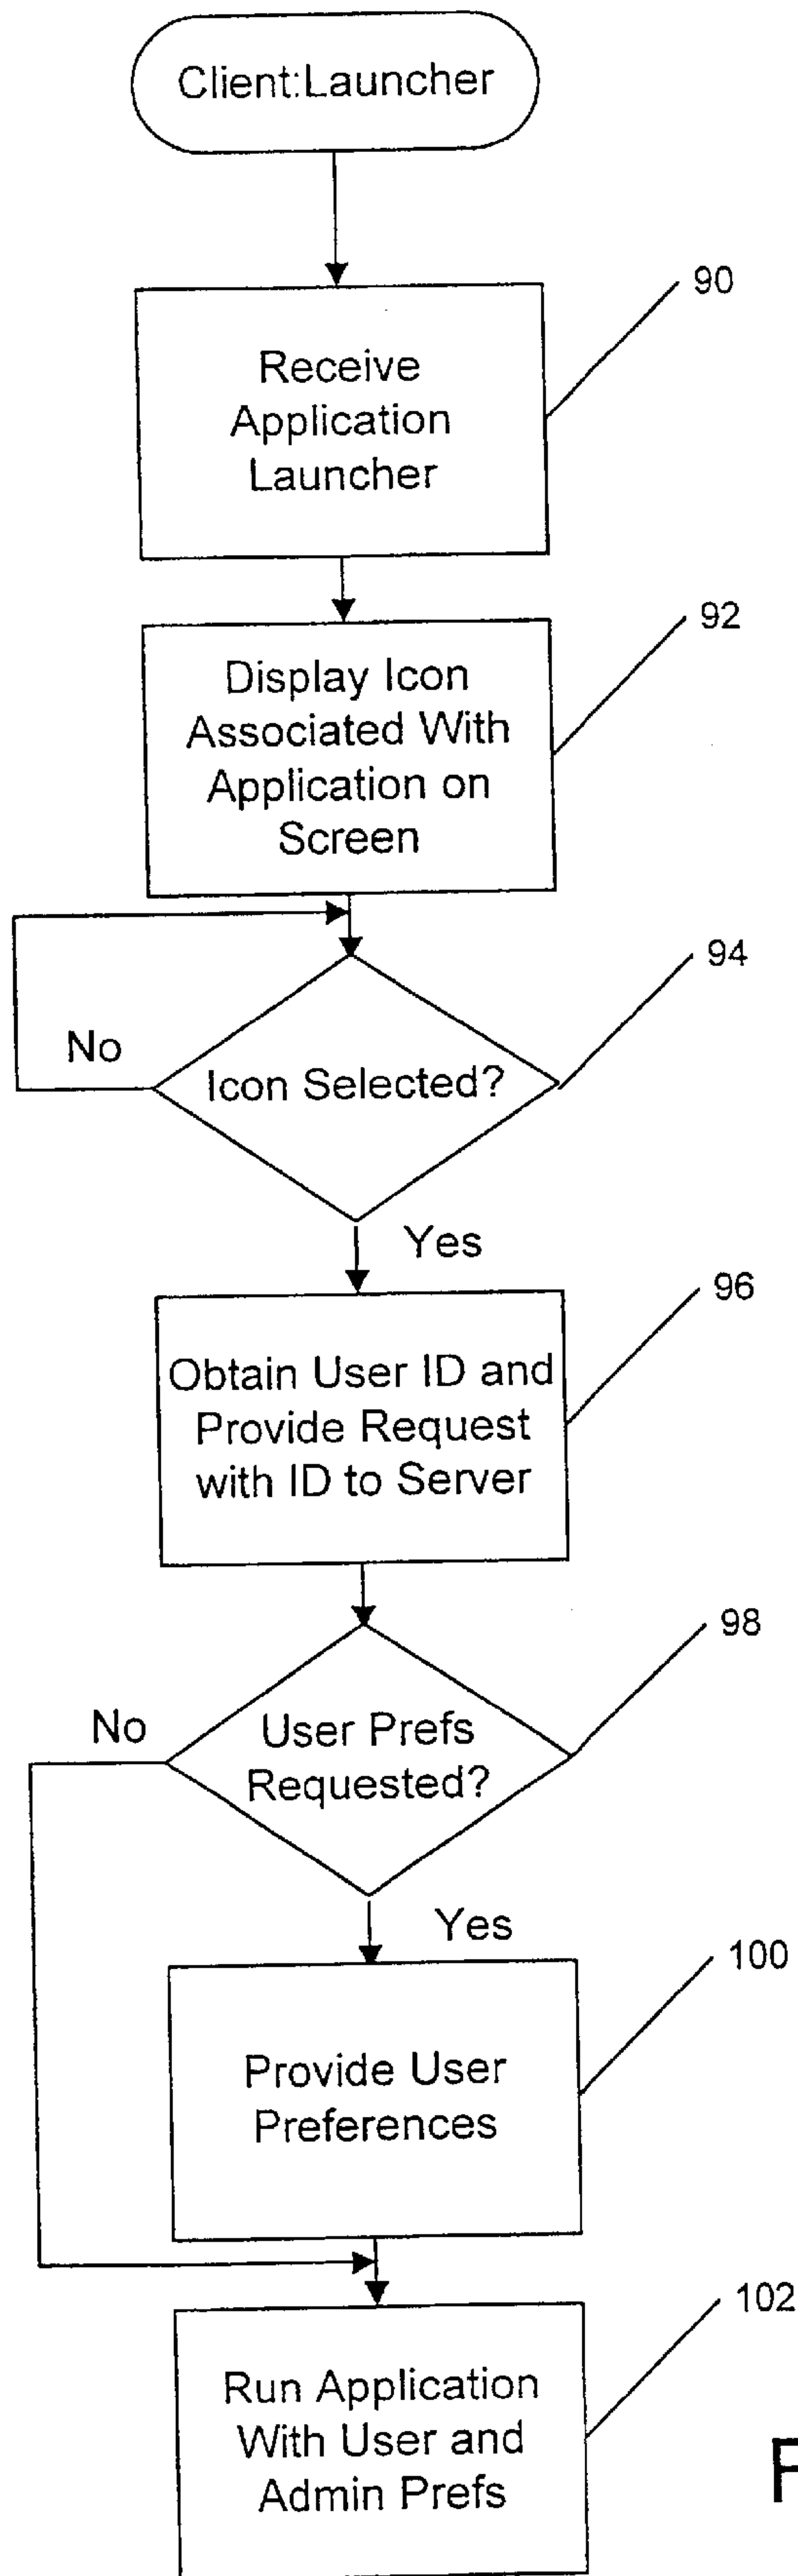 Client:Launcher
90
Receive
Application
Launcher
92
Display Icon
Associated With
Application on
Screen
94
No
Icon Selected?
Yes
96
Obtain User ID and
Provide Request
with ID to Server
98
No
User Prefs
Requested?
Yes
100
Provide User
Preferences
102
Run Application
With User and
Admin Prefs